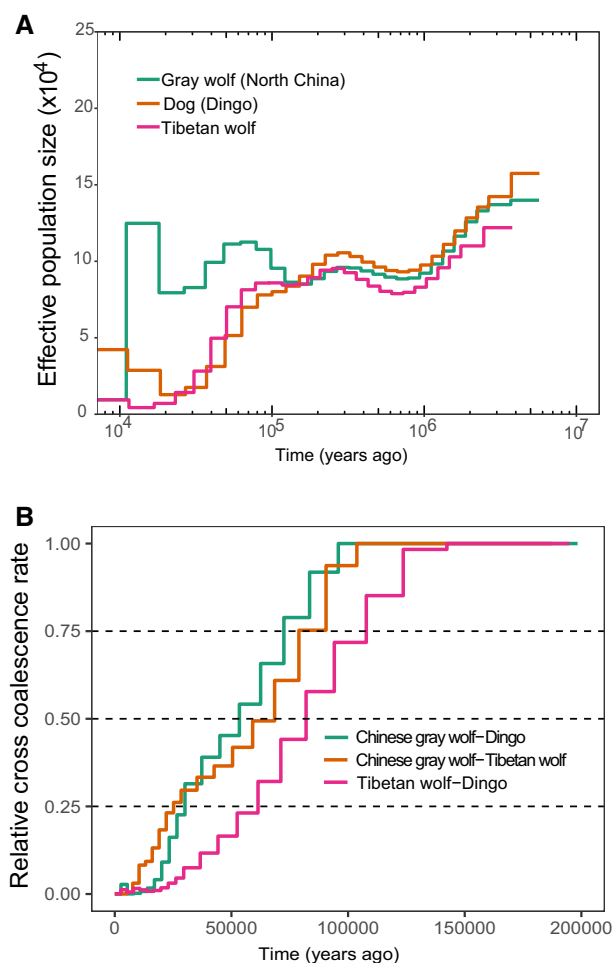 A
Effective population size (x10⁴)
25
20
15
10
5
0
Gray wolf (North China)
Dog (Dingo)
Tibetan wolf
10⁴ 10⁵ 10⁶ 10⁷
Time (years ago)
B
Relative cross coalescence rate
1.00
0.75
0.50
0.25
0.00
Chinese gray wolf−Dingo
Chinese gray wolf−Tibetan wolf
Tibetan wolf−Dingo
0 50000 100000 150000 200000
Time (years ago)